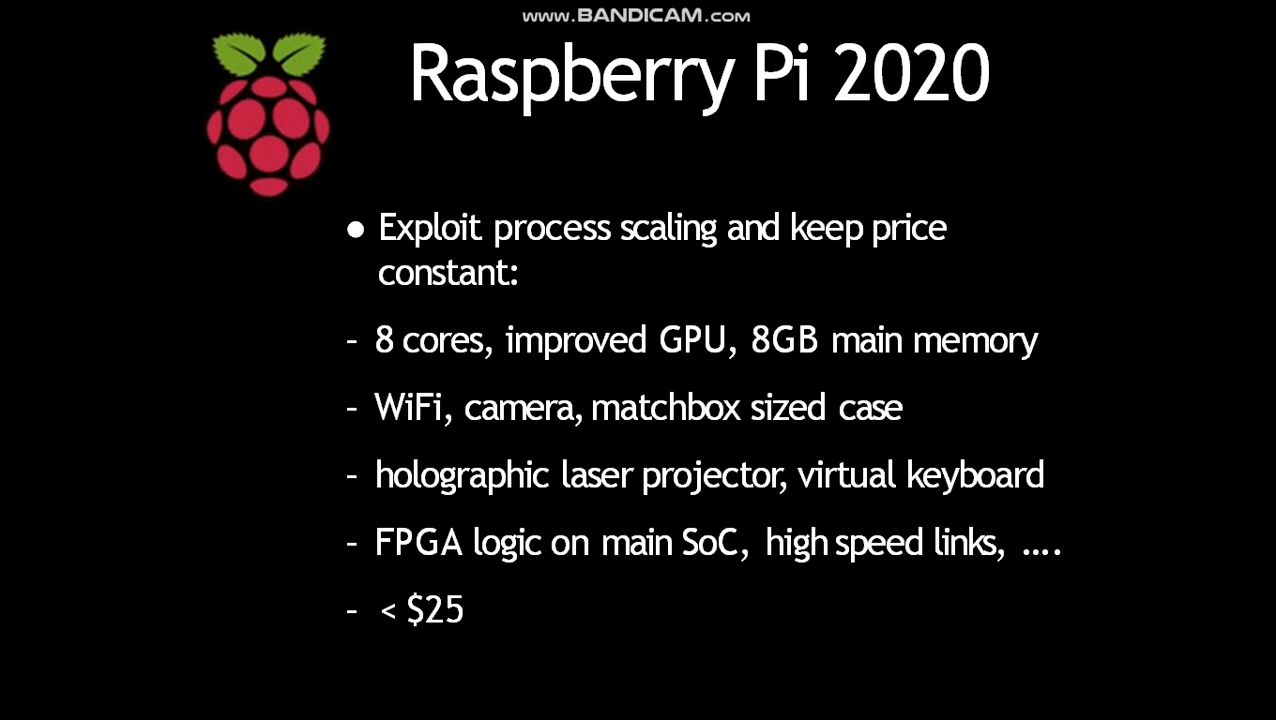 www.BANDICAM.com
Raspberry Pi 2020
● Exploit process scaling and keep price
constant:
- 8 cores, improved GPU, 8GB main memory
- WiFi, camera, matchbox sized case
- holographic laser projector, virtual keyboard
- FPGA logic on main SoC, high speed links, ....
- < $25